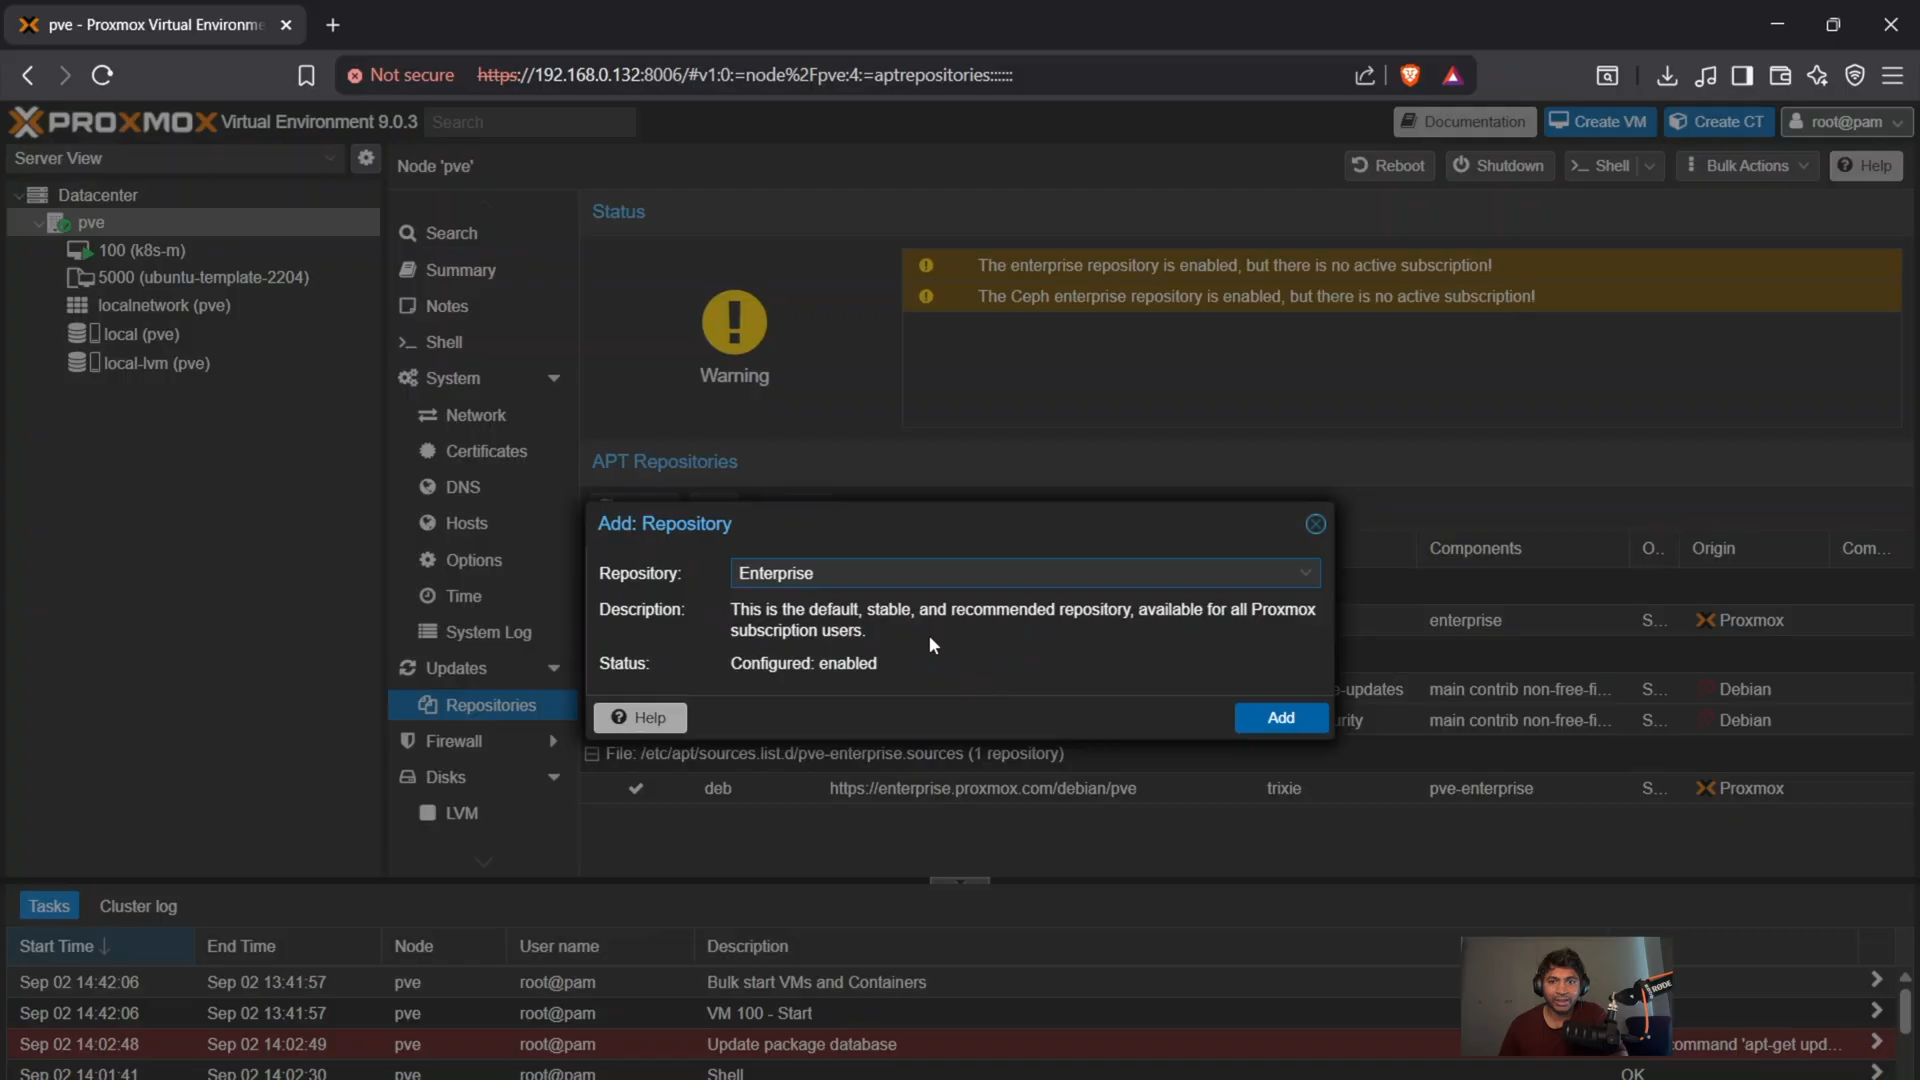 pve - Proxmox Virtual Environme
Not secure https://192.168.0.132:8006/#v1:0:=node%2Fpve:4:=aptrepositories::::::
PROXMOX Virtual Environment 9.0.3 Search
Documentation Create VM Create CT root@pam
Server View
Node 'pve'
Reboot Shutdown Shell Bulk Actions Help
Datacenter
pve
100 (k8s-m)
5000 (ubuntu-template-2204)
localnetwork (pve)
local (pve)
local-lvm (pve)
Search
Summary
Notes
Shell
System
Network
Certificates
DNS
Hosts
Options
Time
System Log
Updates
Repositories
Firewall
Disks
LVM
Status
Warning
The enterprise repository is enabled, but there is no active subscription!
The Ceph enterprise repository is enabled, but there is no active subscription!
APT Repositories
Components O.. Origin Com...
enterprise S... Proxmox
e-updates main contrib non-free-fi... S... Debian
rity main contrib non-free-fi... S... Debian
Add: Repository
Repository: Enterprise
Description: This is the default, stable, and recommended repository, available for all Proxmox
subscription users.
Status: Configured: enabled
Help Add
File: /etc/apt/sources.list.d/pve-enterprise.sources (1 repository)
deb https://enterprise.proxmox.com/debian/pve trixie pve-enterprise S... Proxmox
Tasks Cluster log
Start Time End Time Node User name Description
Sep 02 14:42:06 Sep 02 13:41:57 pve root@pam Bulk start VMs and Containers
Sep 02 14:42:06 Sep 02 13:41:57 pve root@pam VM 100 - Start
Sep 02 14:02:48 Sep 02 14:02:49 pve root@pam Update package database ommand 'apt-get upd...
Sep 02 14:01:41 Sep 02 14:02:30 pve root@pam Shell OK
RODE